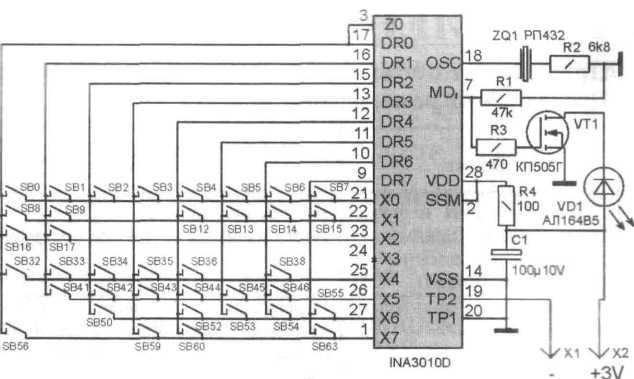 3 Z0
17 DR0
16 DR1 OSC 18 ZQ1 РП432 R2 6k8
15 DR2
13 DR3 MD 7 R1 47k
12 DR4
11 DR5 R3 470 VT1 КП505Г
10 DR6
9 DR7 VDD 28
SB0 SB1 SB2 SB3 SB4 SB5 SB6 SB7 21 X0 SSM 2 R4 100 VD1 АЛ164В5
SB8 SB9 SB12 SB13 SB14 SB15 22 X1
SB16 SB17 23 X2 C1 100µ10V
24 X3
SB32 SB33 SB34 SB35 SB36 SB38 25 X4 VSS 14
SB41 SB42 SB43 SB44 SB45 SB46 SB55 26 X5 TP2 19
SB50 SB52 SB53 SB54 27 X6 TP1 20
SB56 SB59 SB60 SB63 1 X7
INA3010D
X1 X2
- +3V